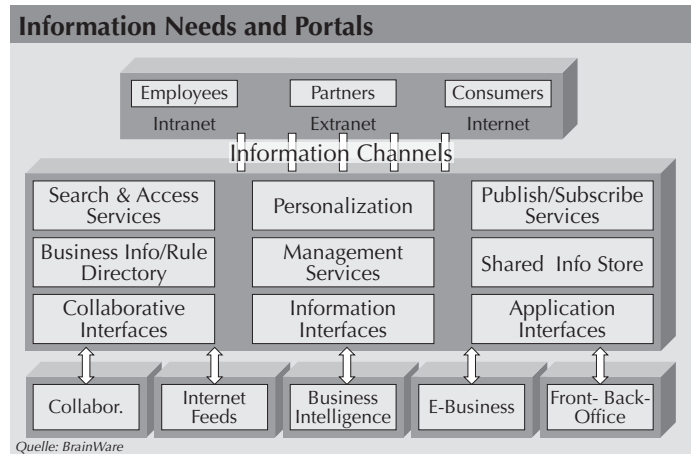 Information Needs and Portals
Employees
Partners
Consumers
Intranet
Extranet
Internet
Information Channels
Search & Access
Services
Personalization
Publish/Subscribe
Services
Business Info/Rule
Directory
Management
Services
Shared Info Store
Collaborative
Interfaces
Information
Interfaces
Application
Interfaces
Collabor.
Internet
Feeds
Business
Intelligence
E-Business
Front- Back-
Office
Quelle: BrainWare